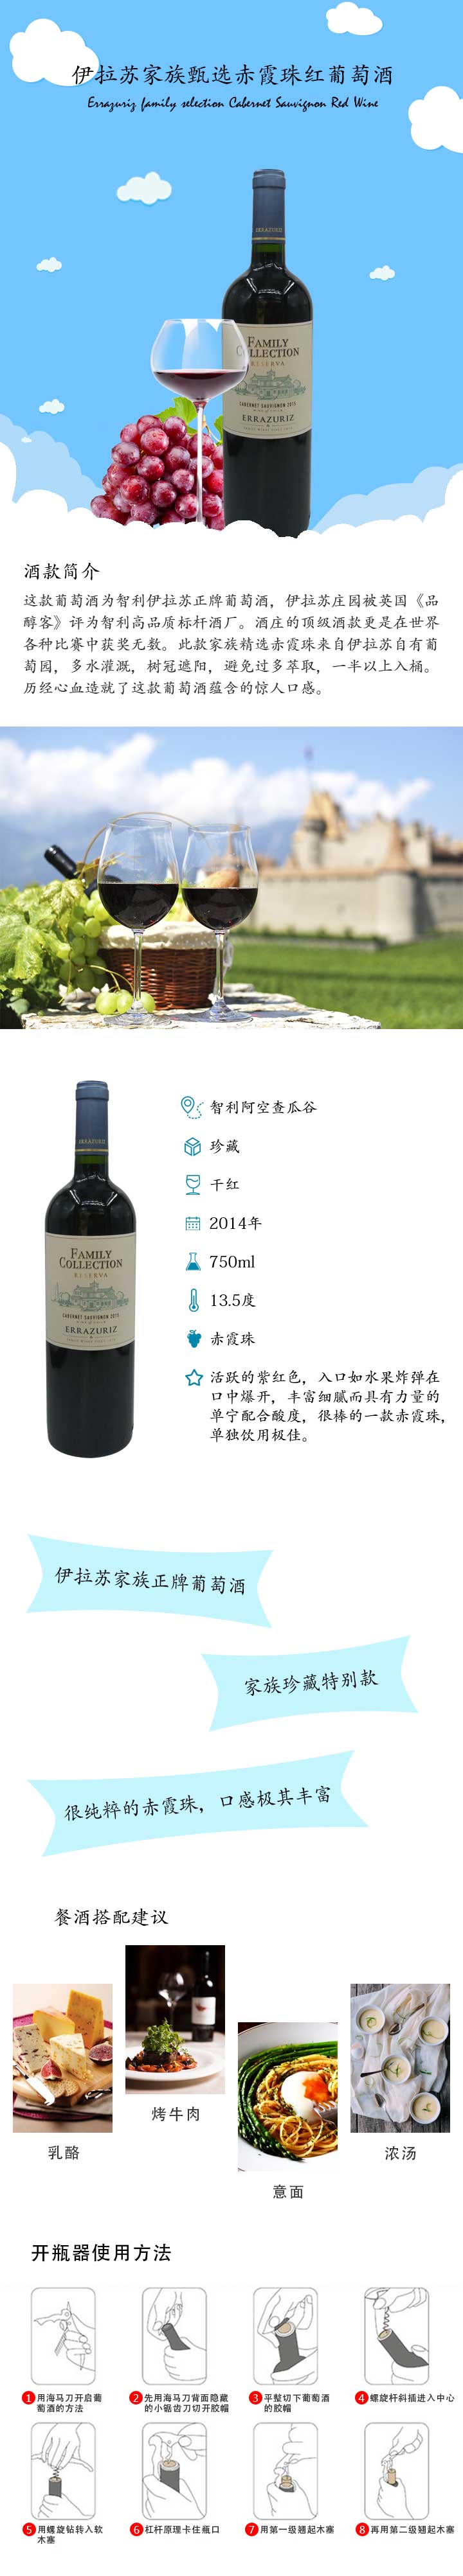 伊拉苏家族甄选赤霞珠红葡萄酒
Errazuriz family selection Cabernet Sauvignon Red Wine
ERRAZURIZ
FAMILY
COLLECTION
RESERVA
CABERNET SAUVIGNON 2015
ERRAZURIZ
酒款简介
这款葡萄酒为智利伊拉苏正牌葡萄酒，伊拉苏庄园被英国《品
醇客》评为智利高品质标杆酒厂。酒庄的顶级酒款更是在世界
各种比赛中获奖无数。此款家族精选赤霞珠来自伊拉苏自有葡
萄园，多水灌溉，树冠遮阳，避免过多萃取，一半以上入桶。
历经心血造就了这款葡萄酒蕴含的惊人口感。
ERRAZURIZ
FAMILY
COLLECTION
RESERVA
CABERNET SAUVIGNON 2015
ERRAZURIZ
智利阿空查瓜谷
珍藏
干红
2014年
750ml
13.5度
赤霞珠
活跃的紫红色，入口如水果炸弹在
口中爆开，丰富细腻而具有力量的
单宁配合酸度，很棒的一款赤霞珠，
单独饮用极佳。
伊拉苏家族正牌葡萄酒
家族珍藏特别款
很纯粹的赤霞珠，口感极其丰富
餐酒搭配建议
乳酪
烤牛肉
意面
浓汤
开瓶器使用方法
1 用海马刀开启葡
萄酒的方法
2 先用海马刀背面隐藏
的小锯齿刀切开胶帽
3 平整切下葡萄酒
的胶帽
4 螺旋杆斜插进入中心
5 用螺旋钻转入软
木塞
6 杠杆原理卡住瓶口
7 用第一级翘起木塞
8 再用第二级翘起木塞